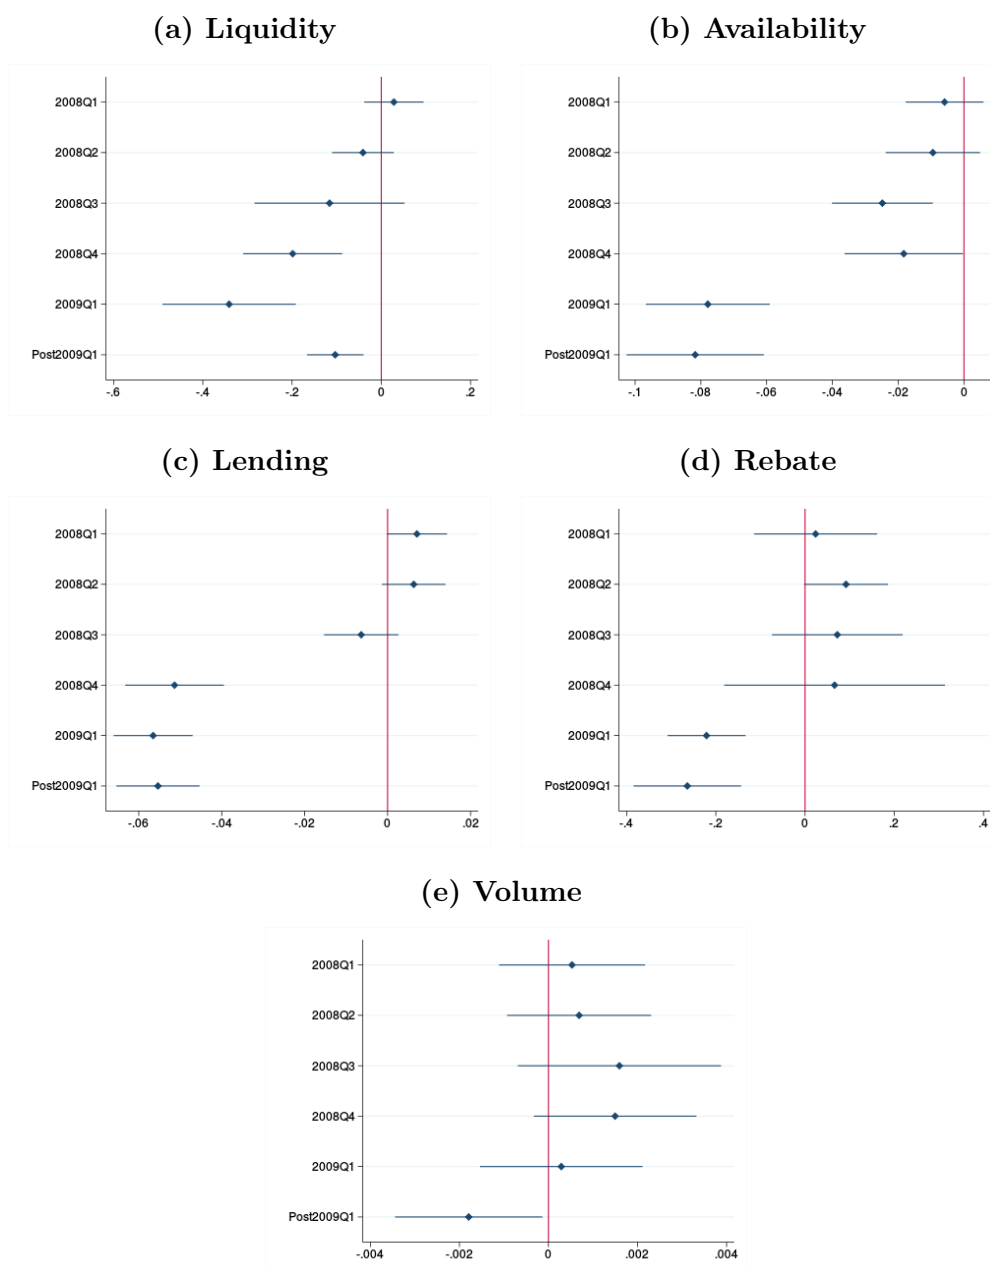 (a) Liquidity
2008Q1
2008Q2
2008Q3
2008Q4
2009Q1
Post2009Q1
-.6 -.4 -.2 0 .2
(b) Availability
2008Q1
2008Q2
2008Q3
2008Q4
2009Q1
Post2009Q1
-.1 -.08 -.06 -.04 -.02 0
(c) Lending
2008Q1
2008Q2
2008Q3
2008Q4
2009Q1
Post2009Q1
-.06 -.04 -.02 0 .02
(d) Rebate
2008Q1
2008Q2
2008Q3
2008Q4
2009Q1
Post2009Q1
-.4 -.2 0 .2 .4
(e) Volume
2008Q1
2008Q2
2008Q3
2008Q4
2009Q1
Post2009Q1
-.004 -.002 0 .002 .004